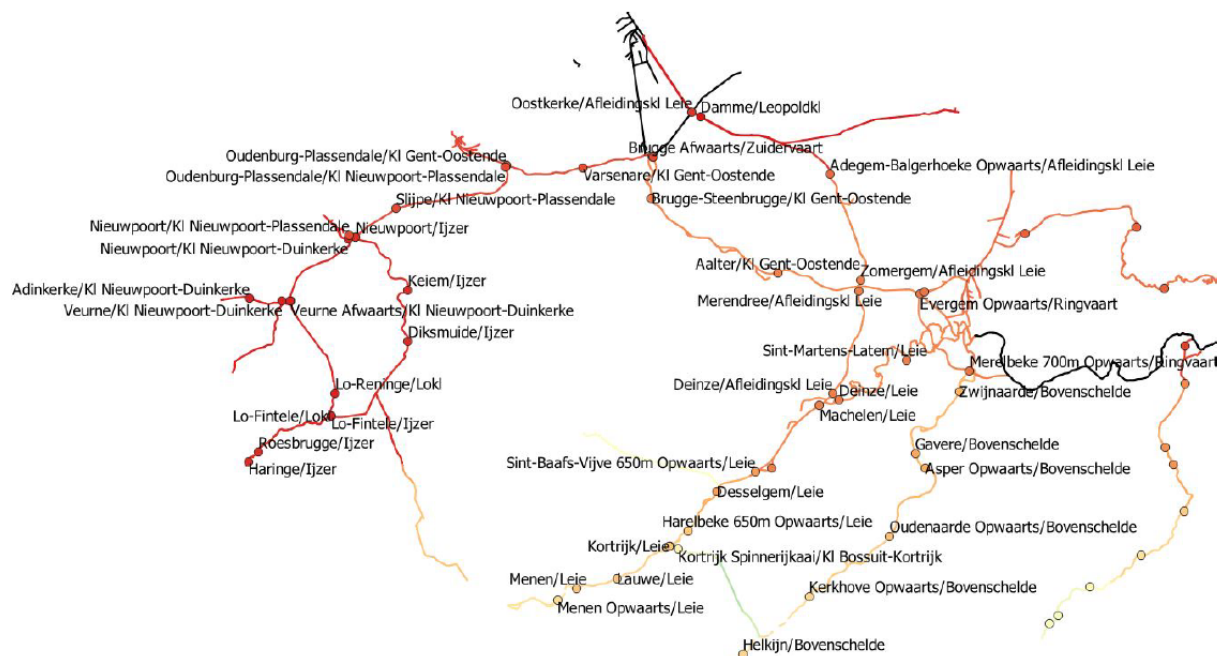 Oostkerke/Afleidingskl Leie
Damme/Leopoldkl
Brugge Afwaarts/Zuidervaart
Oudenburg-Plassendale/Kl Gent-Oostende
Adegem-Balgerhoeke Opwaarts/Afleidingskl Leie
Oudenburg-Plassendale/Kl Nieuwpoort-Plassendale
Varsenare/Kl Gent-Oostende
Slijpe/Kl Nieuwpoort-Plassendale
Brugge-Steenbrugge/Kl Gent-Oostende
Nieuwpoort/Kl Nieuwpoort-Plassendale
Nieuwpoort/Ijzer
Nieuwpoort/Kl Nieuwpoort-Duinkerke
Aalter/Kl Gent-Oostende
Zomergem/Afleidingskl Leie
Keiem/Ijzer
Adinkerke/Kl Nieuwpoort-Duinkerke
Merendree/Afleidingskl Leie
Evergem Opwaarts/Ringvaart
Veurne/Kl Nieuwpoort-Duinkerke
Veurne Afwaarts/Kl Nieuwpoort-Duinkerke
Diksmuide/Ijzer
Sint-Martens-Latem/Leie
Merelbeke 700m Opwaarts/Ringvaart
Lo-Reninge/Lokl
Deinze/Afleidingskl Leie
Deinze/Leie
Zwijnaarde/Bovenschelde
Lo-Fintele/Lokl
Lo-Fintele/Ijzer
Machelen/Leie
Roesbrugge/Ijzer
Gavere/Bovenschelde
Haringe/Ijzer
Sint-Baafs-Vijve 650m Opwaarts/Leie
Asper Opwaarts/Bovenschelde
Desselgem/Leie
Harelbeke 650m Opwaarts/Leie
Oudenaarde Opwaarts/Bovenschelde
Kortrijk/Leie
Kortrijk Spinnerijkaai/Kl Bossuit-Kortrijk
Menen/Leie
Lauwe/Leie
Kerkhove Opwaarts/Bovenschelde
Menen Opwaarts/Leie
Helkijn/Bovenschelde